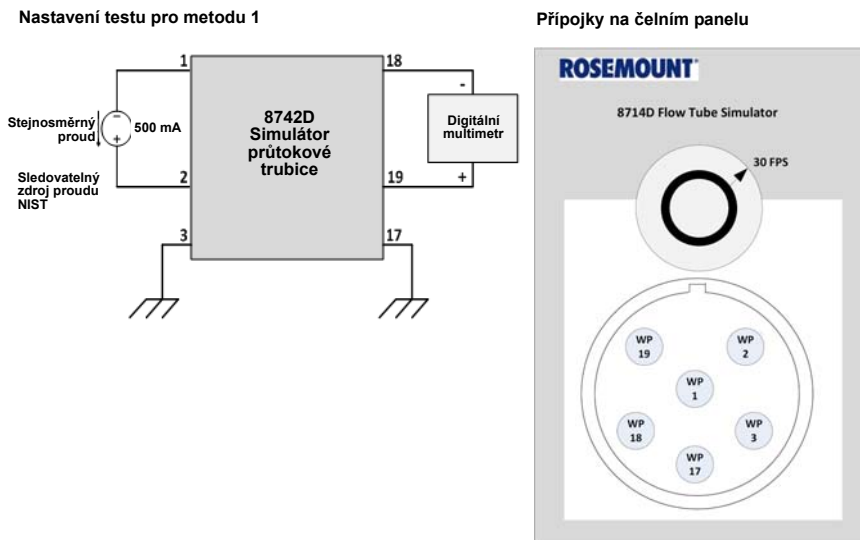 Nastavení testu pro metodu 1
1
18
Stejnosměrný
proud
500 mA
8742D
Simulátor
průtokové
trubice
-
Digitální
multimetr
+
Sledovatelný
zdroj proudu
NIST
2
19
3
17
Přípojky na čelním panelu
ROSEMOUNT
8714D Flow Tube Simulator
30 FPS
WP
19
WP
2
WP
1
WP
18
WP
3
WP
17